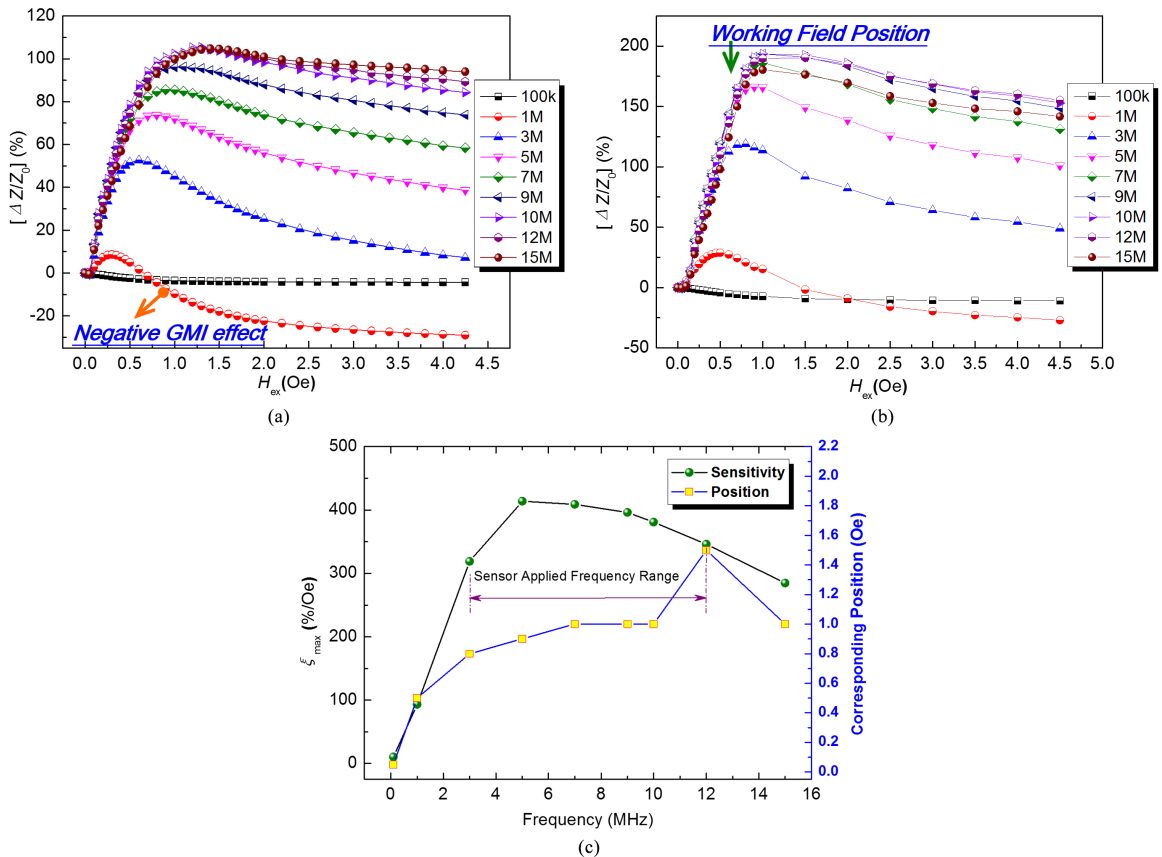 120
100
80
60
40
20
0
-20
[ΔZ/Z0] (%)
0.0 0.5 1.0 1.5 2.0 2.5 3.0 3.5 4.0 4.5
Hex(Oe)
Negative GMI effect
100k
1M
3M
5M
7M
9M
10M
12M
15M
(a)
200
150
100
50
0
-50
[ΔZ/Z0] (%)
0.0 0.5 1.0 1.5 2.0 2.5 3.0 3.5 4.0 4.5 5.0
Hex(Oe)
Working Field Position
100k
1M
3M
5M
7M
9M
10M
12M
15M
(b)
500
400
300
200
100
0
ξmax (%/Oe)
Sensitivity
Position
Sensor Applied Frequency Range
2.2
2.0
1.8
1.6
1.4
1.2
1.0
0.8
0.6
0.4
0.2
0.0
Corresponding Position (Oe)
0 2 4 6 8 10 12 14 16
Frequency (MHz)
(c)